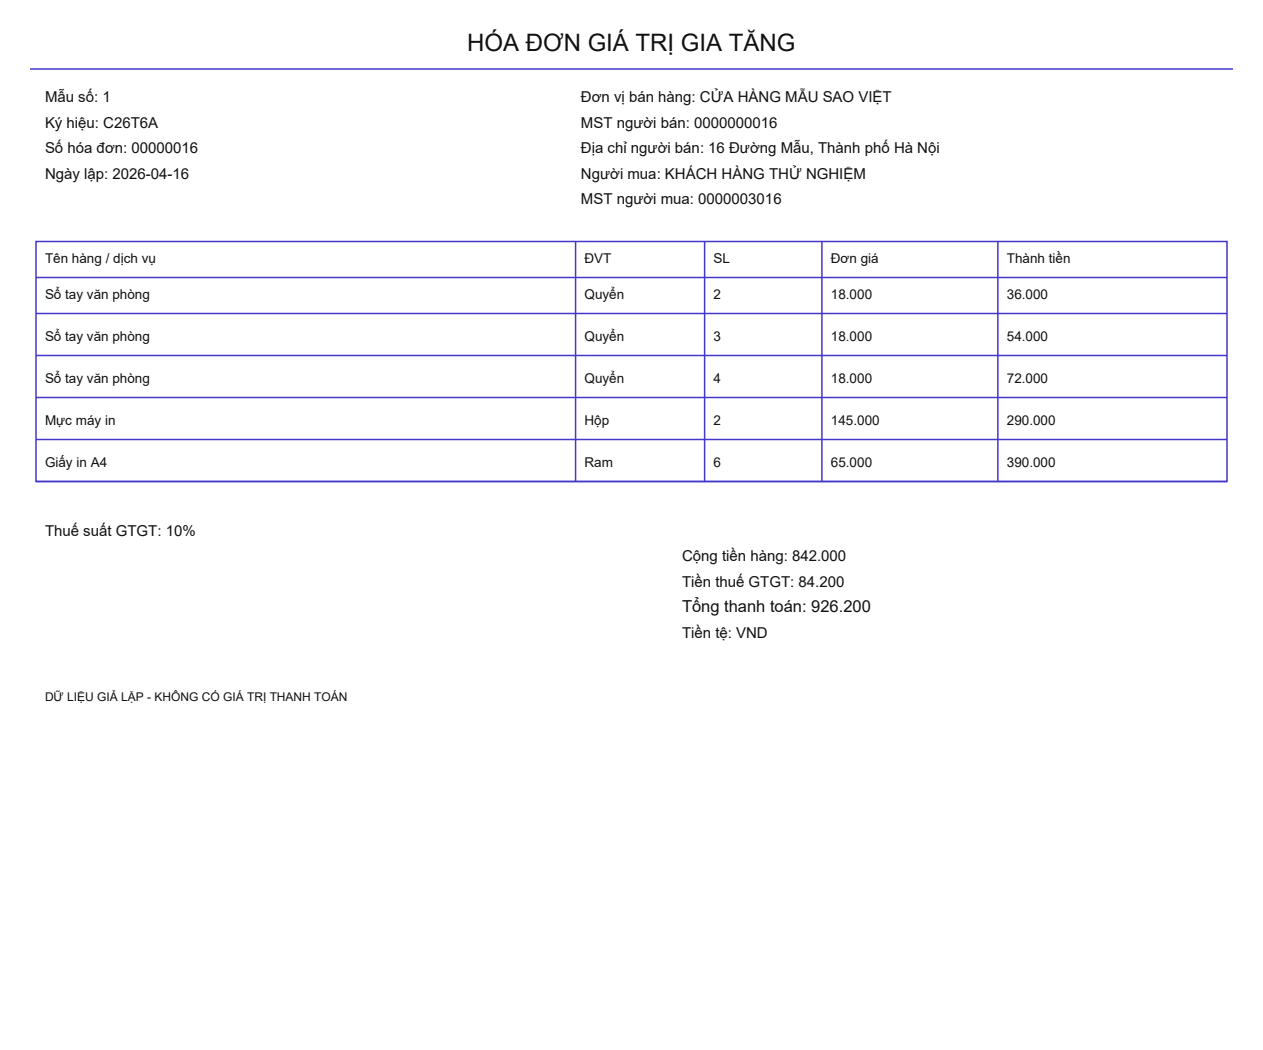 HÓA ĐƠN GIÁ TRỊ GIA TĂNG
Mẫu số: 1
Ký hiệu: C26T6A
Số hóa đơn: 00000016
Ngày lập: 2026-04-16
Đơn vị bán hàng: CỬA HÀNG MẪU SAO VIỆT
MST người bán: 0000000016
Địa chỉ người bán: 16 Đường Mẫu, Thành phố Hà Nội
Người mua: KHÁCH HÀNG THỬ NGHIỆM
MST người mua: 0000003016
Tên hàng / dịch vụ ĐVT SL Đơn giá Thành tiền
Sổ tay văn phòng Quyển 2 18.000 36.000
Sổ tay văn phòng Quyển 3 18.000 54.000
Sổ tay văn phòng Quyển 4 18.000 72.000
Mực máy in Hộp 2 145.000 290.000
Giấy in A4 Ram 6 65.000 390.000
Thuế suất GTGT: 10%
Cộng tiền hàng: 842.000
Tiền thuế GTGT: 84.200
Tổng thanh toán: 926.200
Tiền tệ: VND
DỮ LIỆU GIẢ LẬP - KHÔNG CÓ GIÁ TRỊ THANH TOÁN